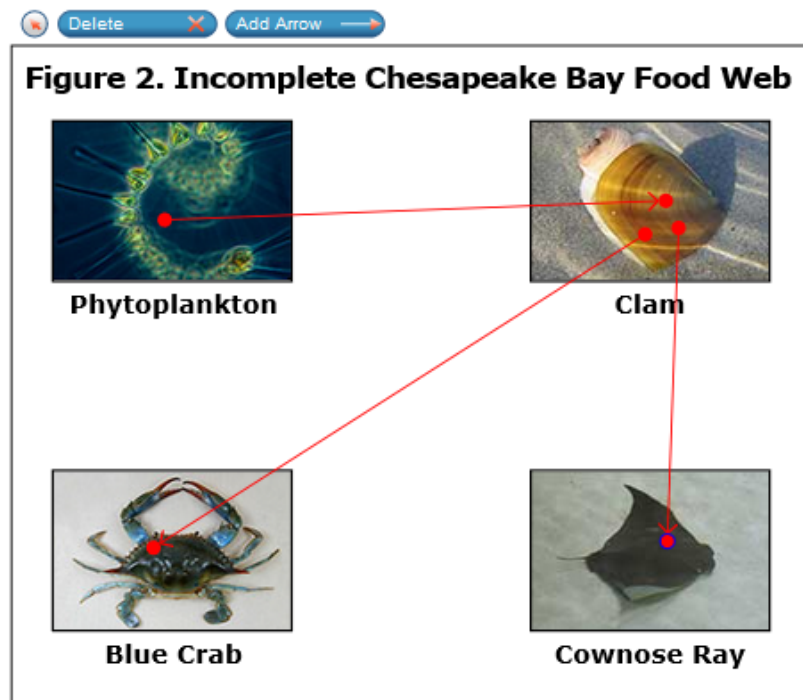 Delete Add Arrow
Figure 2. Incomplete Chesapeake Bay Food Web
Phytoplankton Clam
Blue Crab Cownose Ray